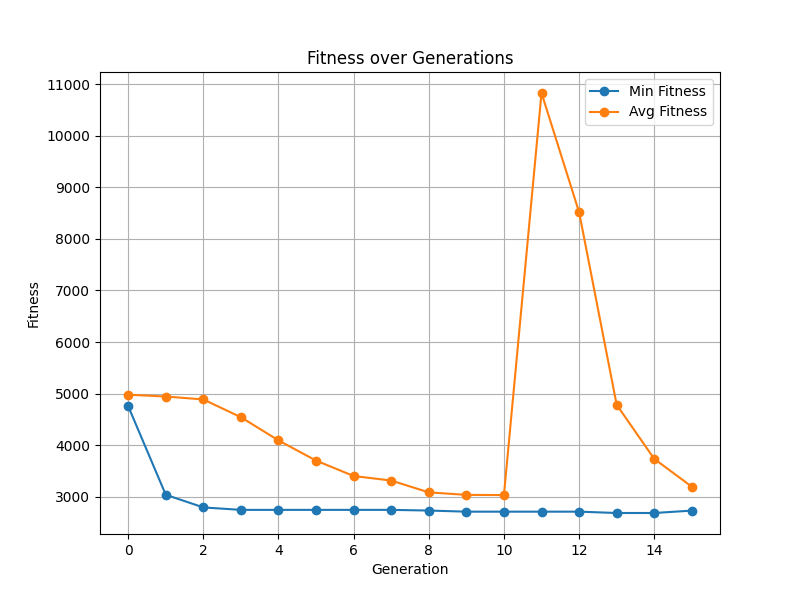 Fitness over Generations
Min Fitness
Avg Fitness
11000
10000
9000
8000
7000
6000
5000
4000
3000
Fitness
0 2 4 6 8 10 12 14
Generation